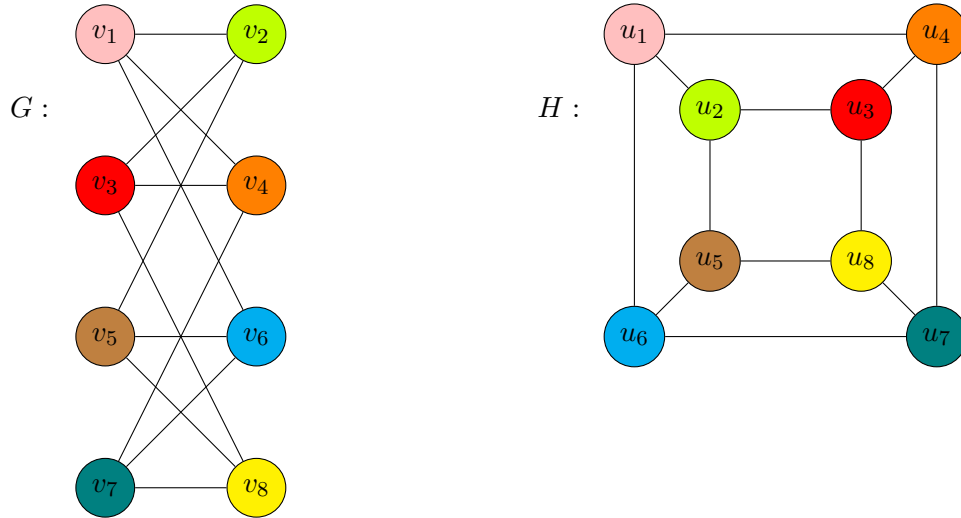 G :
v₁ v₂
v₃ v₄
v₅ v₆
v₇ v₈
H :
u₁ u₄
u₂ u₃
u₅ u₈
u₆ u₇